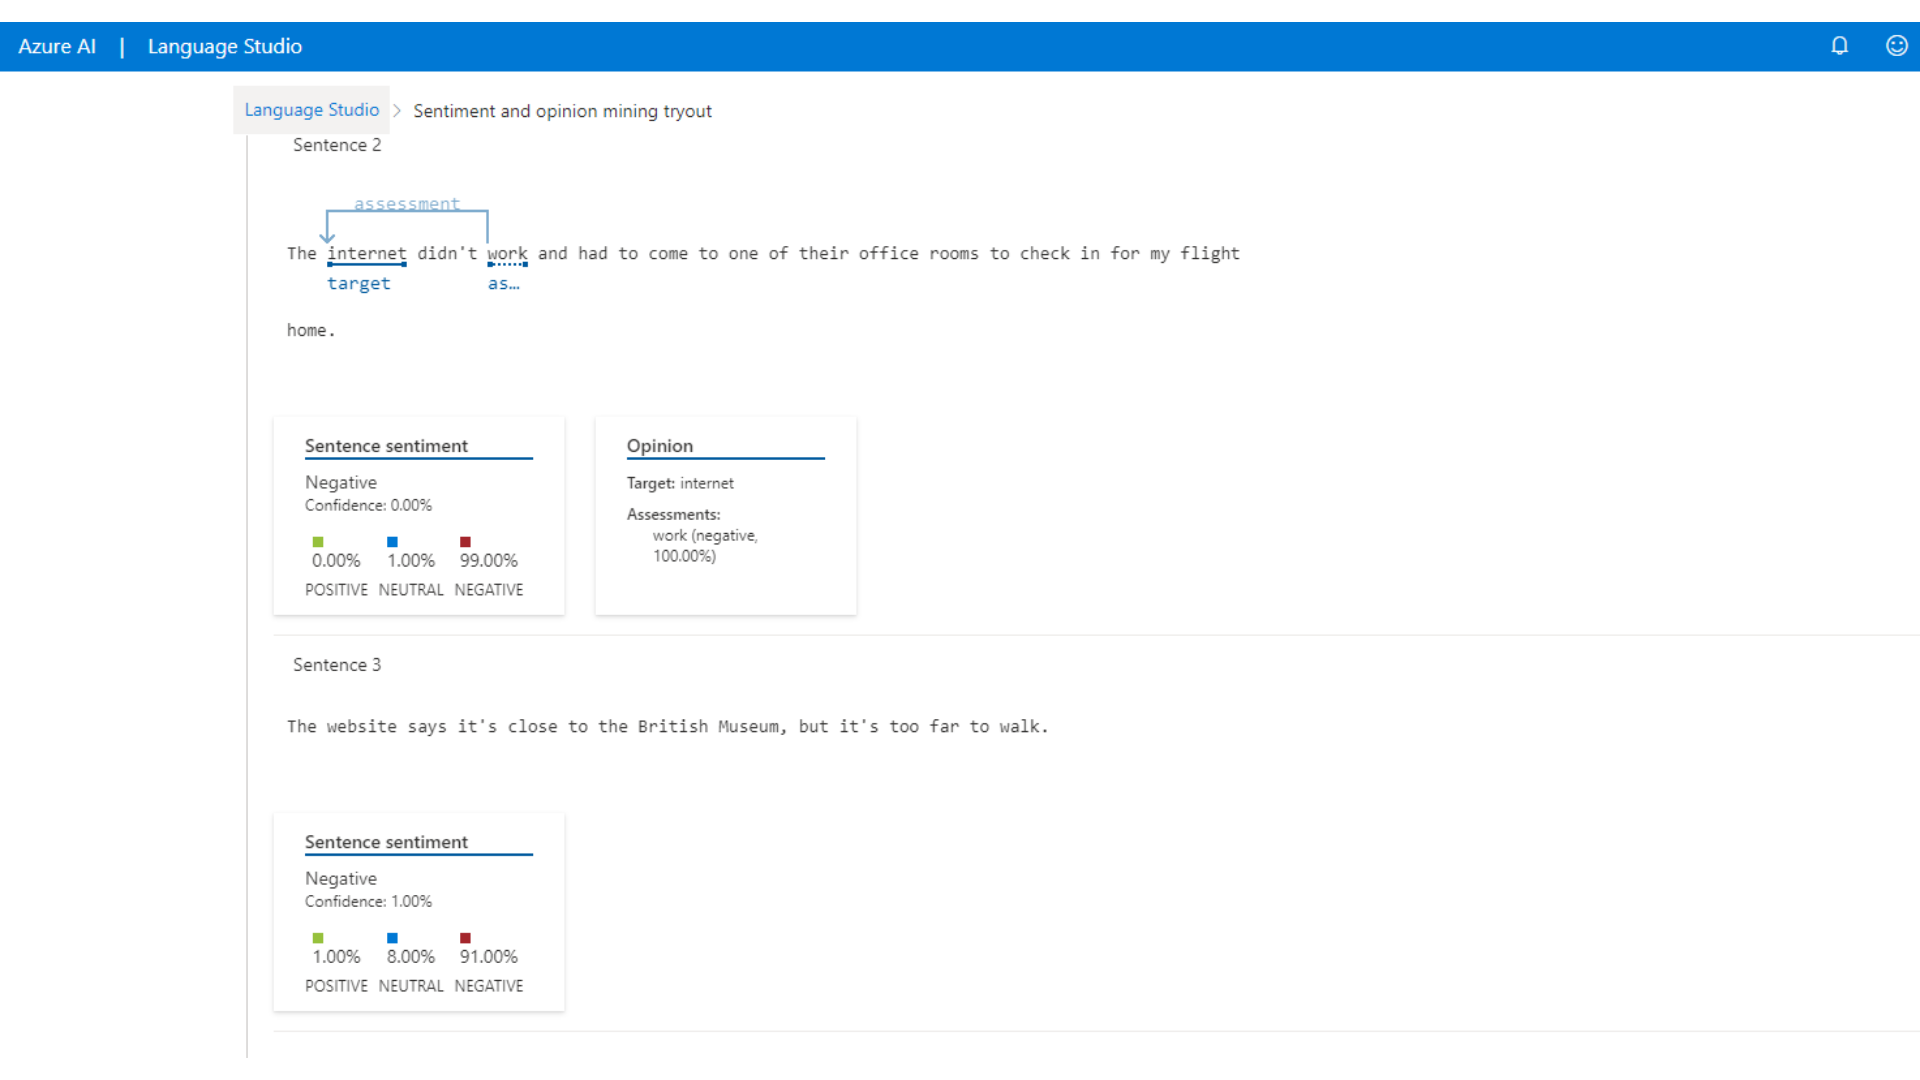 Azure AI | Language Studio
Language Studio > Sentiment and opinion mining tryout
Sentence 2
assessment
The internet didn't work and had to come to one of their office rooms to check in for my flight
target as…
home.
Sentence sentiment
Negative
Confidence: 0.00%
0.00% 1.00% 99.00%
POSITIVE NEUTRAL NEGATIVE
Opinion
Target: internet
Assessments:
work (negative,
100.00%)
Sentence 3
The website says it's close to the British Museum, but it's too far to walk.
Sentence sentiment
Negative
Confidence: 1.00%
1.00% 8.00% 91.00%
POSITIVE NEUTRAL NEGATIVE